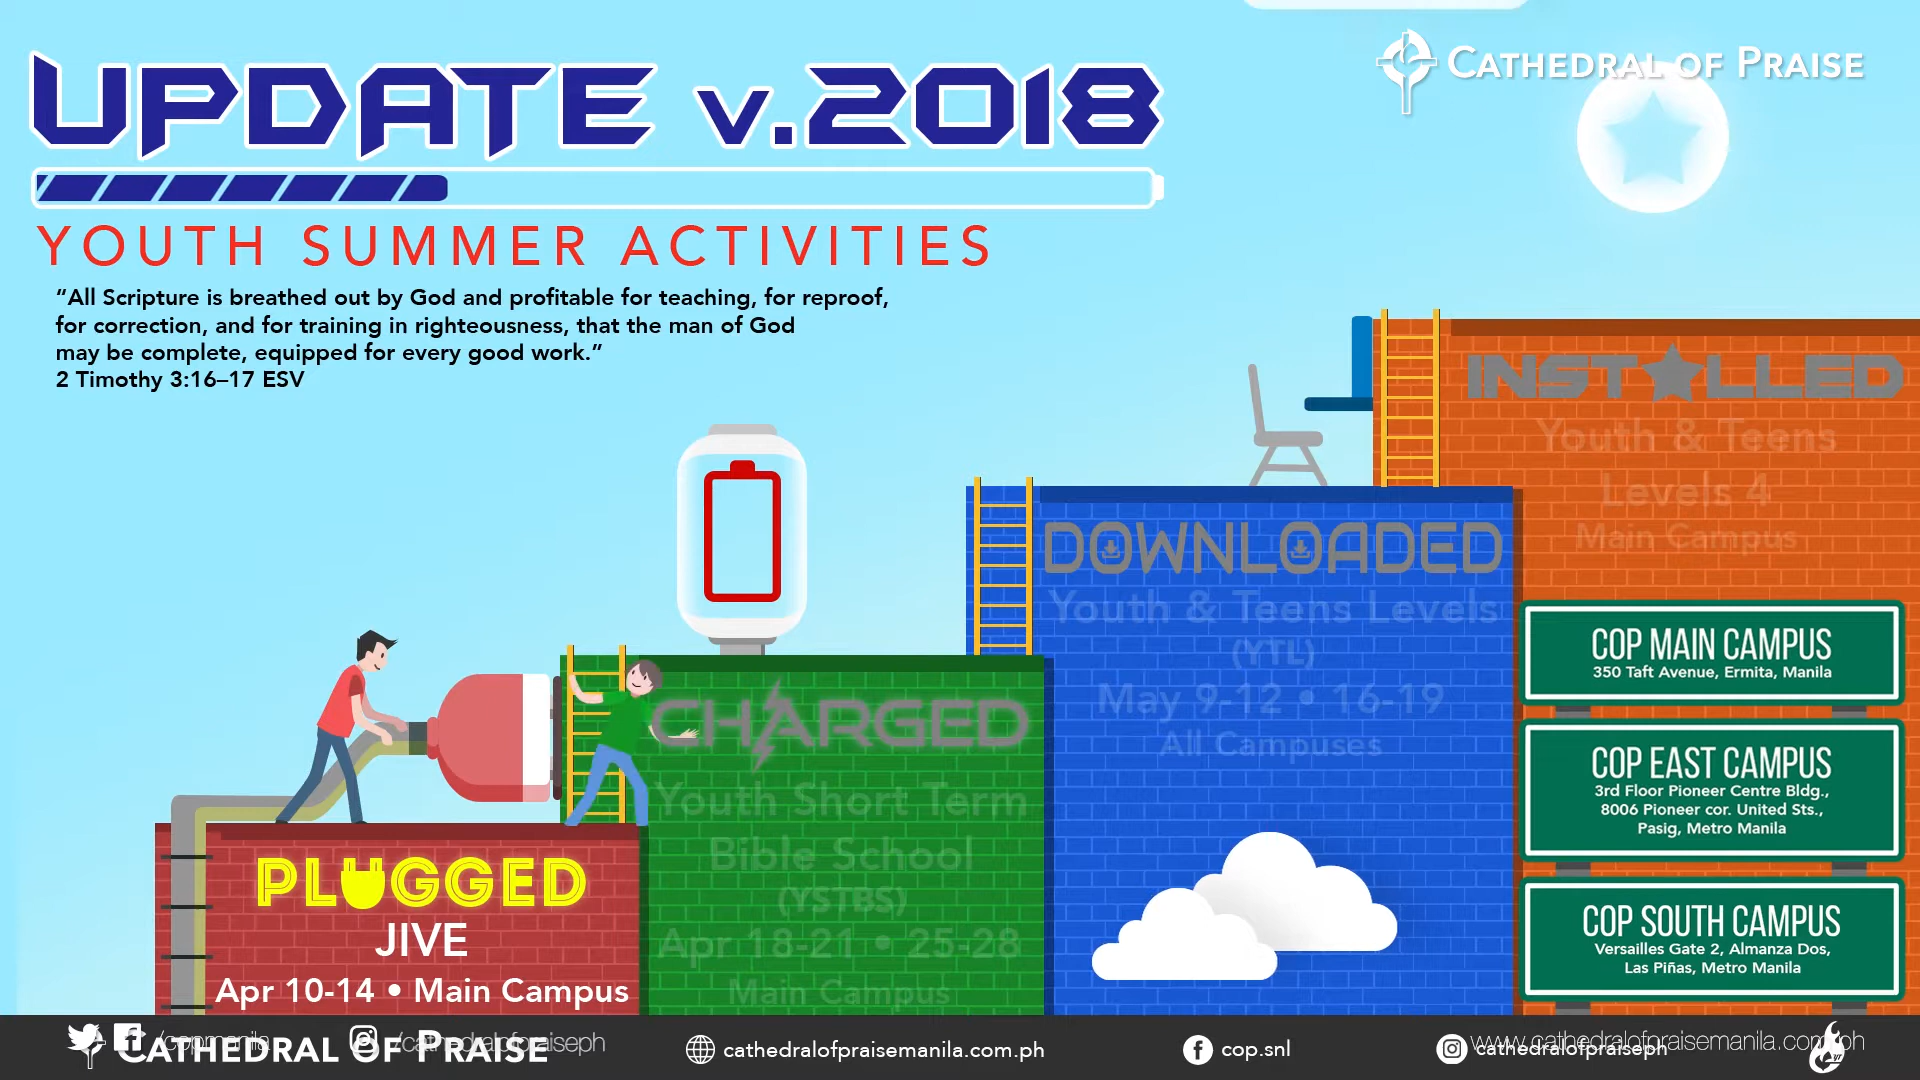 CATHEDRAL OF PRAISE
UPDATE v.2018
YOUTH SUMMER ACTIVITIES
“All Scripture is breathed out by God and profitable for teaching, for reproof,
for correction, and for training in righteousness, that the man of God
may be complete, equipped for every good work.”
2 Timothy 3:16–17 ESV
INSTALLED
Youth & Teens
Levels 4
Main Campus
DOWNLOADED
Youth & Teens Levels
(YTL)
May 9-12 • 16-19
All Campuses
CHARGED
Youth Short Term
Bible School
(YSTBS)
Apr 18-21 • 25-28
Main Campus
PLUGGED
JIVE
Apr 10-14 • Main Campus
COP MAIN CAMPUS
350 Taft Avenue, Ermita, Manila
COP EAST CAMPUS
3rd Floor Pioneer Centre Bldg.,
8006 Pioneer cor. United Sts.,
Pasig, Metro Manila
COP SOUTH CAMPUS
Versailles Gate 2, Almanza Dos,
Las Piñas, Metro Manila
/copmanila
/cathedralofpraiseph
CATHEDRAL OF PRAISE
cathedralofpraisemanila.com.ph
cop.snl
cathedralofpraiseph
www.cathedralofpraisemanila.com.ph